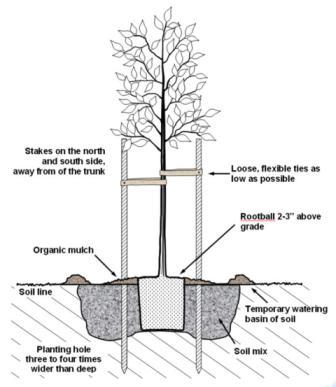 Stakes on the north
and south side,
away from of the trunk
Loose, flexible ties as
low as possible
Rootball 2-3" above
grade
Organic mulch
Soil line
Temporary watering
basin of soil
Planting hole
three to four times
wider than deep
Soil mix